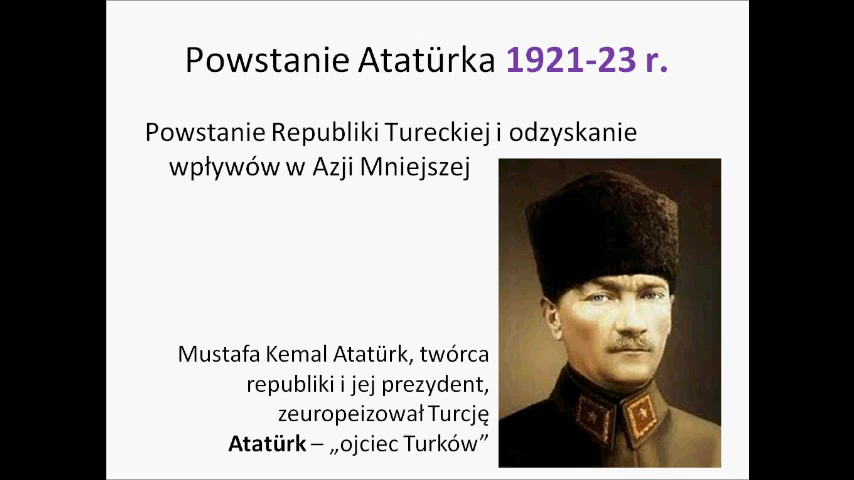 Powstanie Atatürka 1921-23 r.
Powstanie Republiki Tureckiej i odzyskanie
wpływów w Azji Mniejszej
Mustafa Kemal Atatürk, twórca
republiki i jej prezydent,
zeuropeizował Turcję
Atatürk – „ojciec Turków”